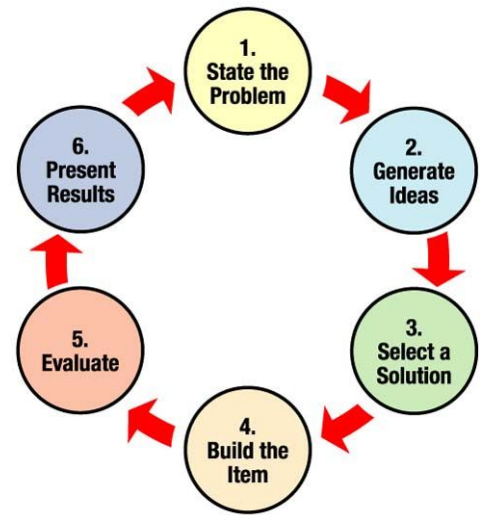 1.
State the
Problem
2.
Generate
Ideas
3.
Select a
Solution
4.
Build the
Item
5.
Evaluate
6.
Present
Results